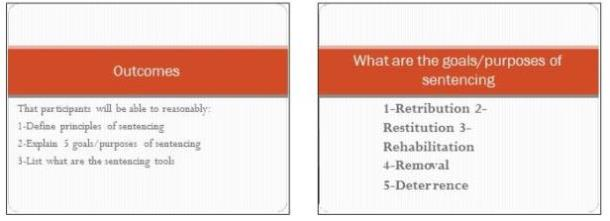 Outcomes
That participants will be able to reasonably:
1-Define principles of sentencing
2-Explain 5 goals/purposes of sentencing
3-List what are the sentencing tools
What are the goals/purposes of
sentencing
1-Retribution 2-
Restitution 3-
Rehabilitation
4-Removal
5-Deterrence